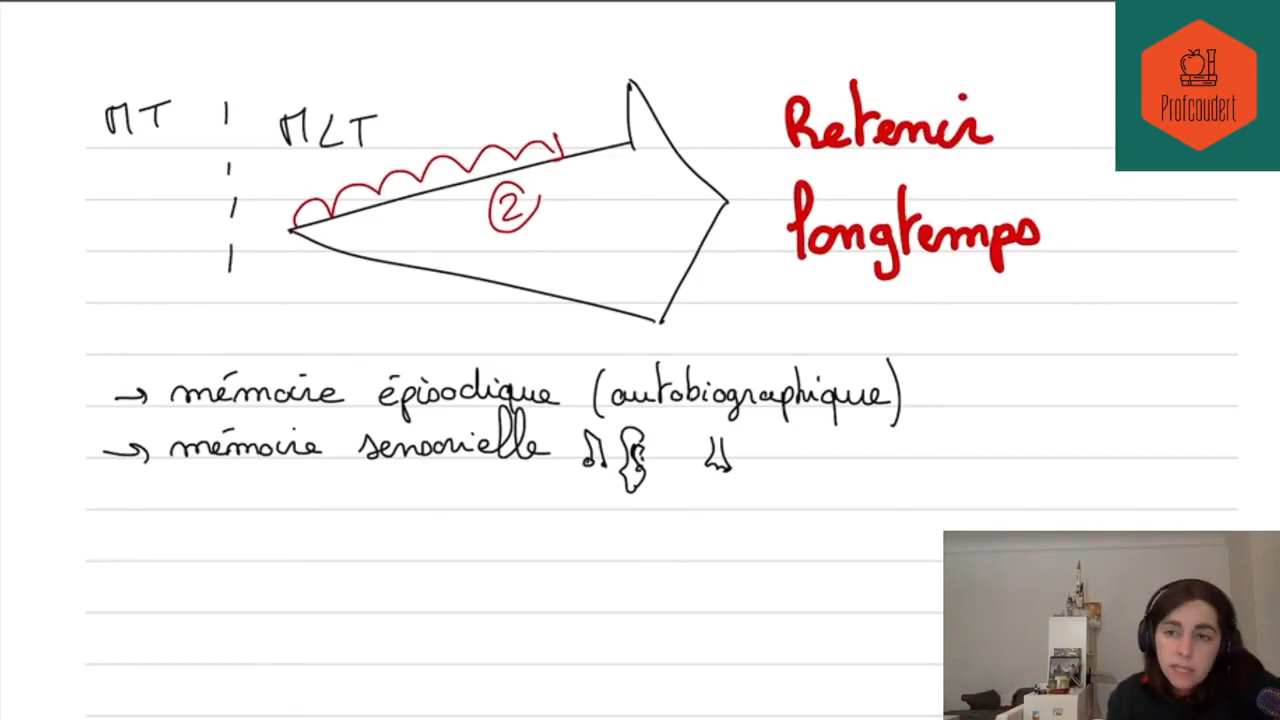 MT
MLT
2
Retenir
longtemps
→ mémoire épisodique (autobiographique)
→ mémoire sensorielle
Profcoudert